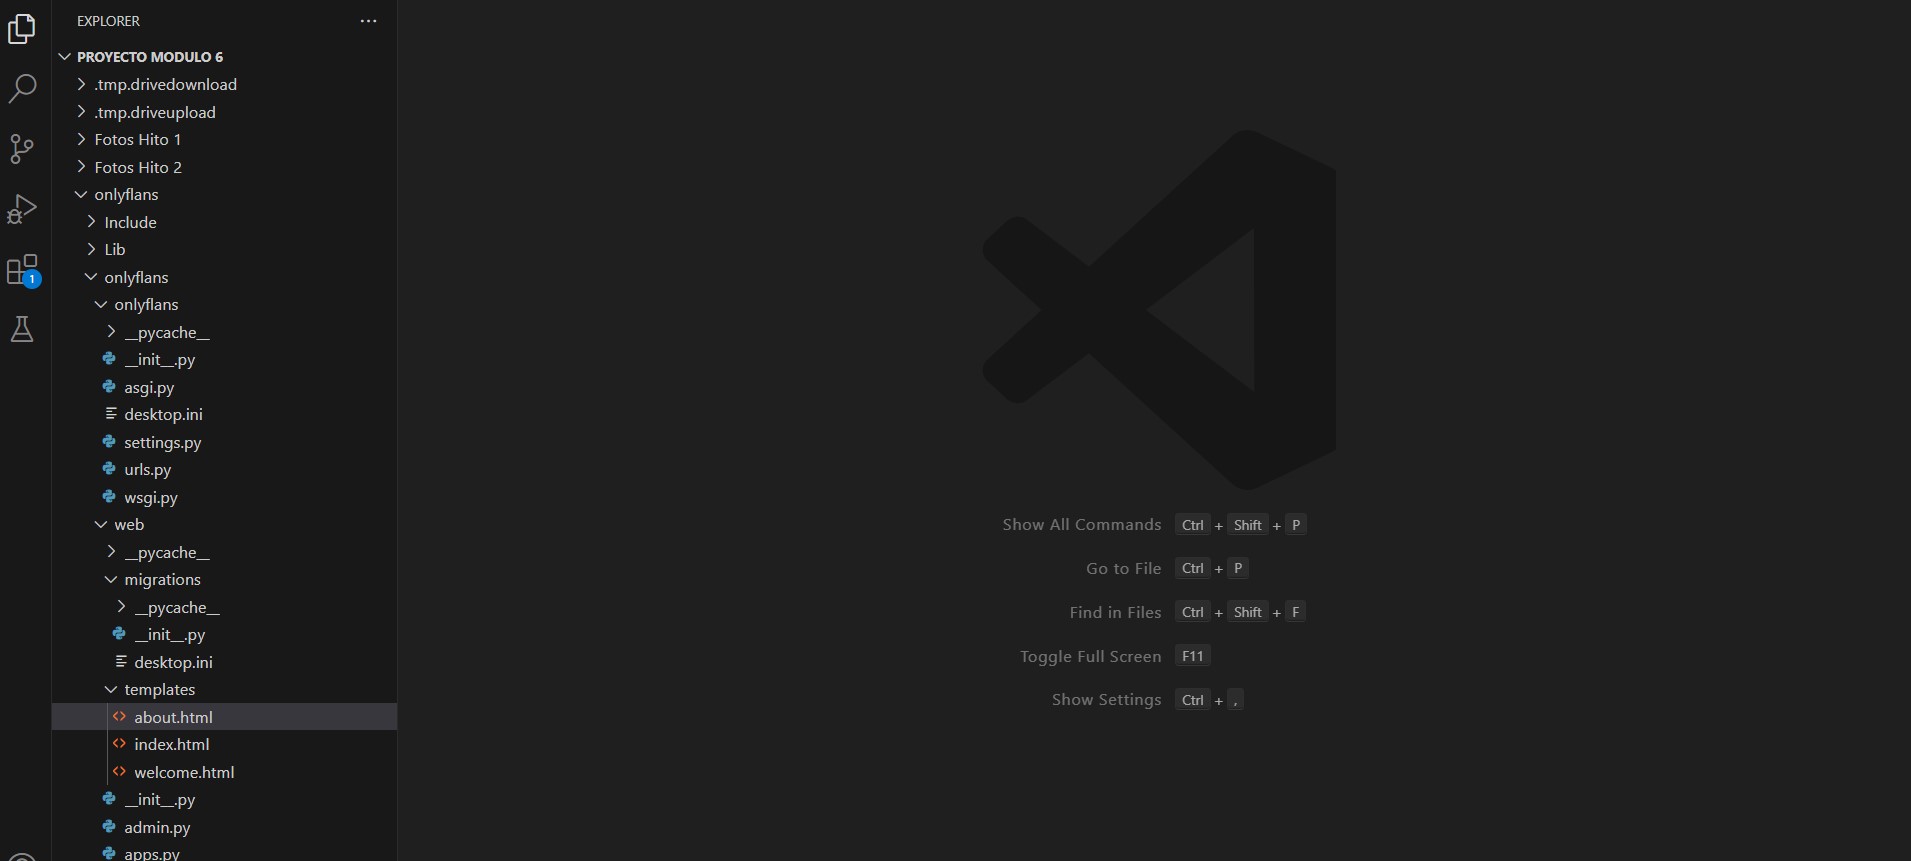 EXPLORER
PROYECTO MODULO 6
.tmp.drivedownload
.tmp.driveupload
Fotos Hito 1
Fotos Hito 2
onlyflans
Include
Lib
onlyflans
onlyflans
__pycache__
__init__.py
asgi.py
desktop.ini
settings.py
urls.py
wsgi.py
web
__pycache__
migrations
__pycache__
__init__.py
desktop.ini
templates
about.html
index.html
welcome.html
__init__.py
admin.py
apps.py
1
Show All Commands Ctrl + Shift + P
Go to File Ctrl + P
Find in Files Ctrl + Shift + F
Toggle Full Screen F11
Show Settings Ctrl + ,